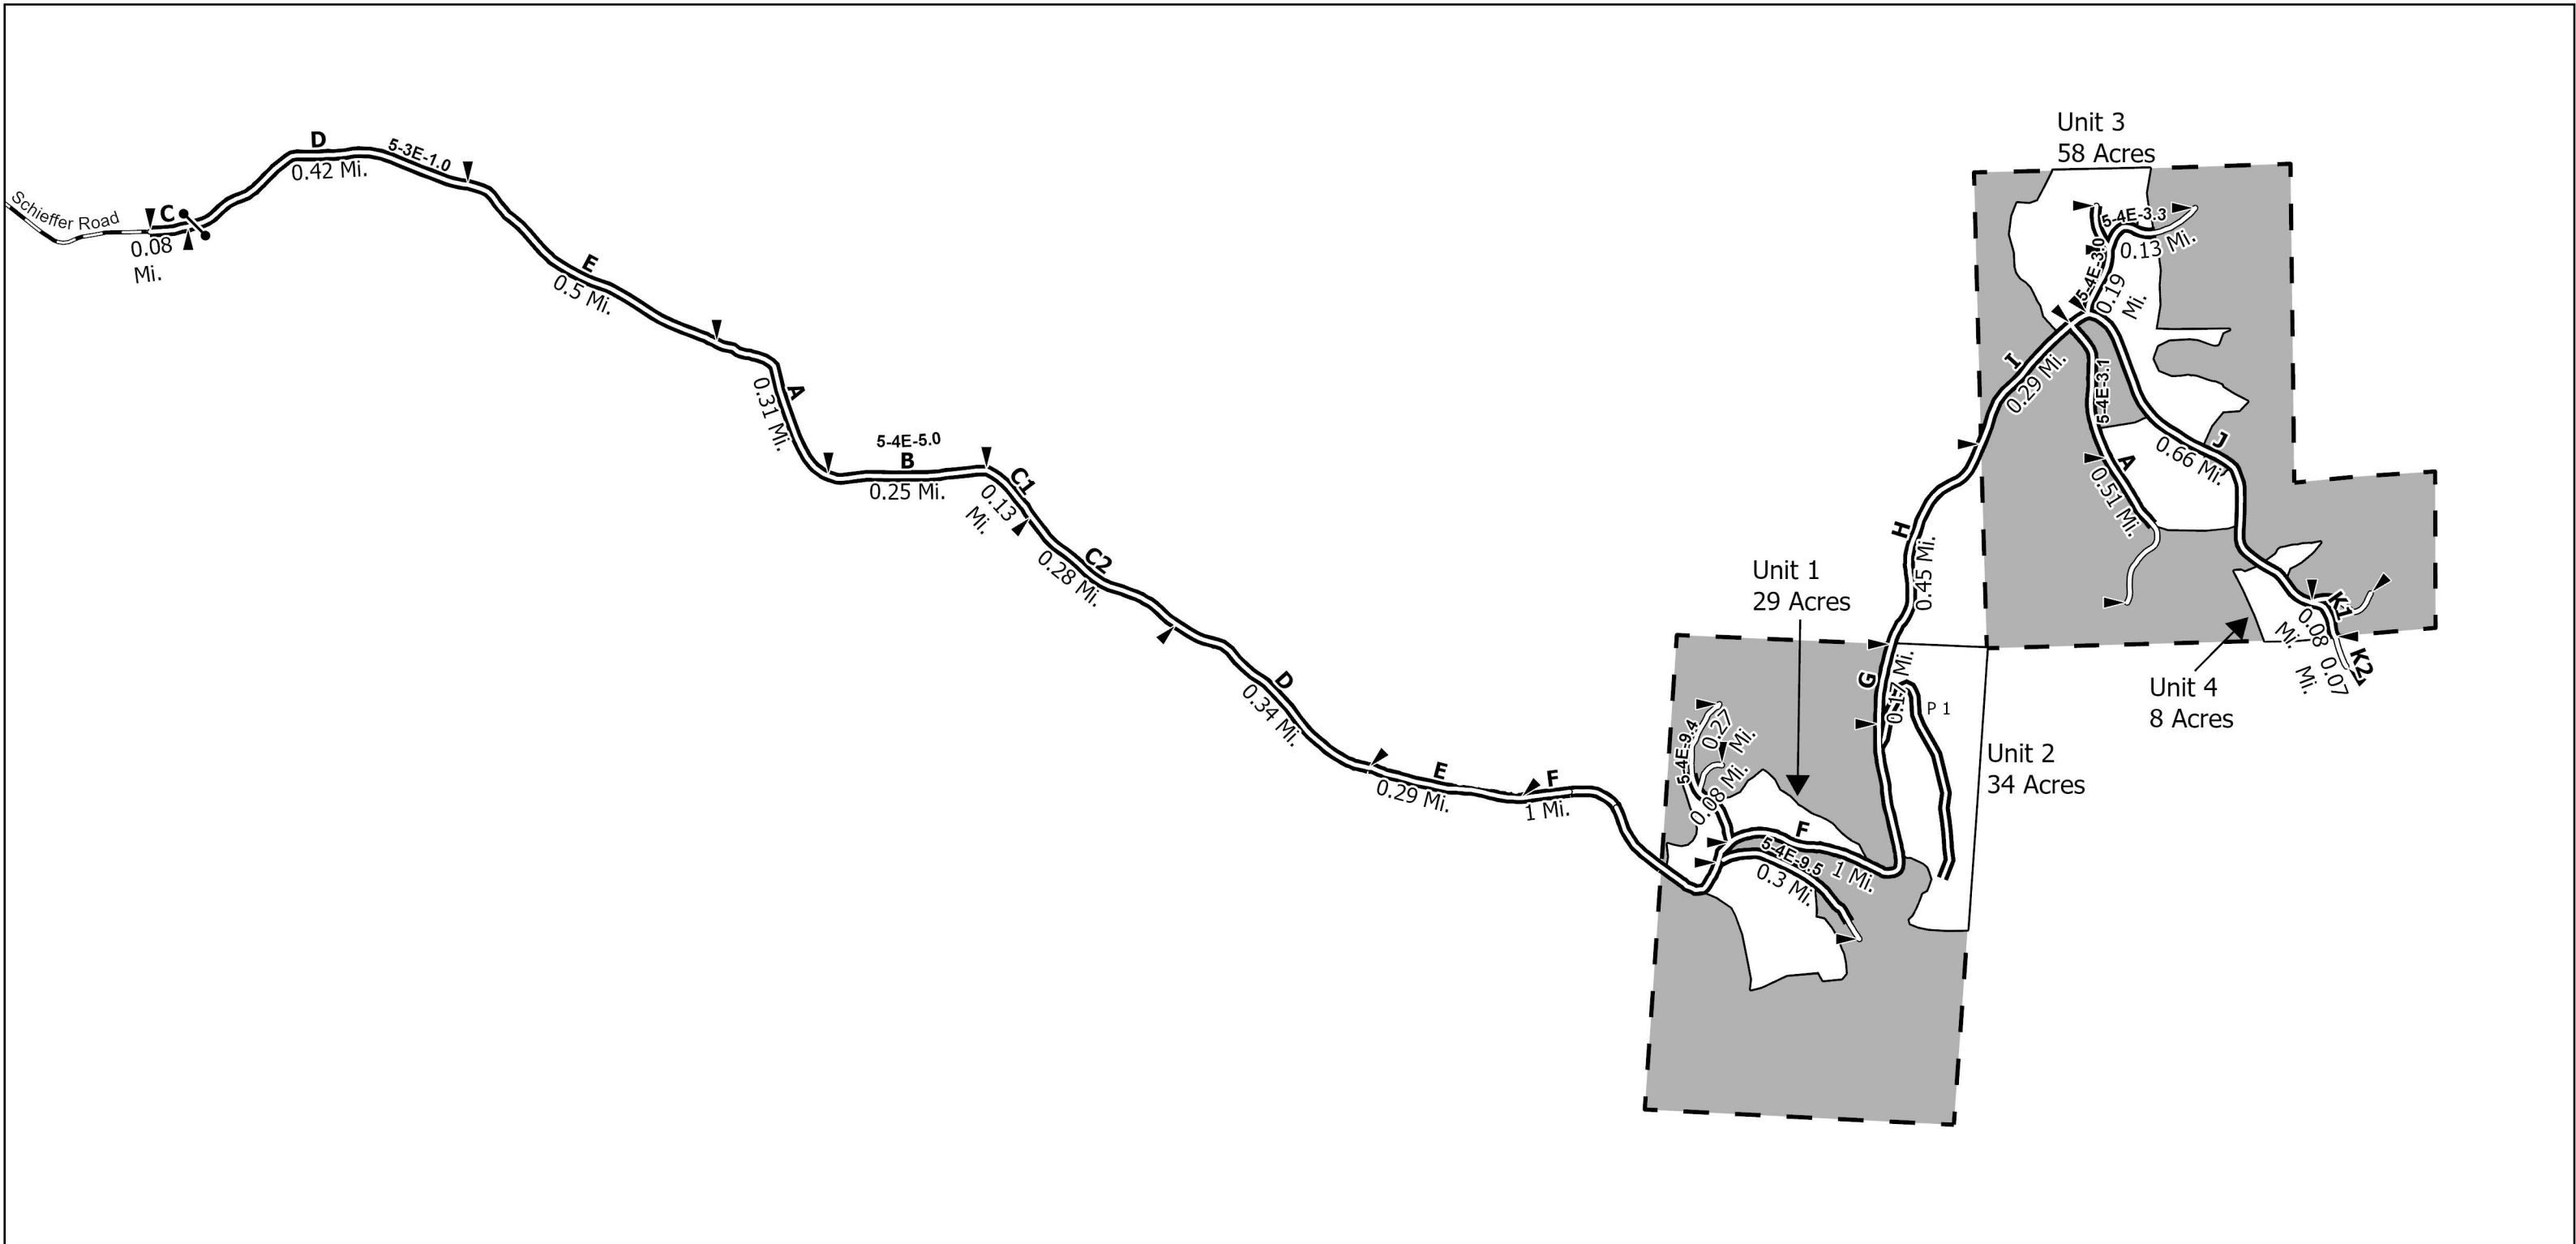 Schieffer Road
C
0.08
Mi.
D
0.42 Mi.
5-3E-1.0
E
0.5 Mi.
A
0.31 Mi.
5-4E-5.0
B
0.25 Mi.
C1
0.13
Mi.
C2
0.28 Mi.
D
0.34 Mi.
E
0.29 Mi.
F
1 Mi.
Unit 1
29 Acres
5-4E-9.4
0.27
Mi.
0.08 Mi.
F
1 Mi.
5-4E-9.5
0.3 Mi.
G
0.17 Mi.
P 1
Unit 2
34 Acres
H
0.45 Mi.
I
0.29 Mi.
Unit 3
58 Acres
5-4E-3.3
0.13 Mi.
5-4E-3.0
0.19
Mi.
5-4E-3.1
A
0.51 Mi.
J
0.66 Mi.
K1
0.08
Mi.
K2
0.07
Mi.
Unit 4
8 Acres